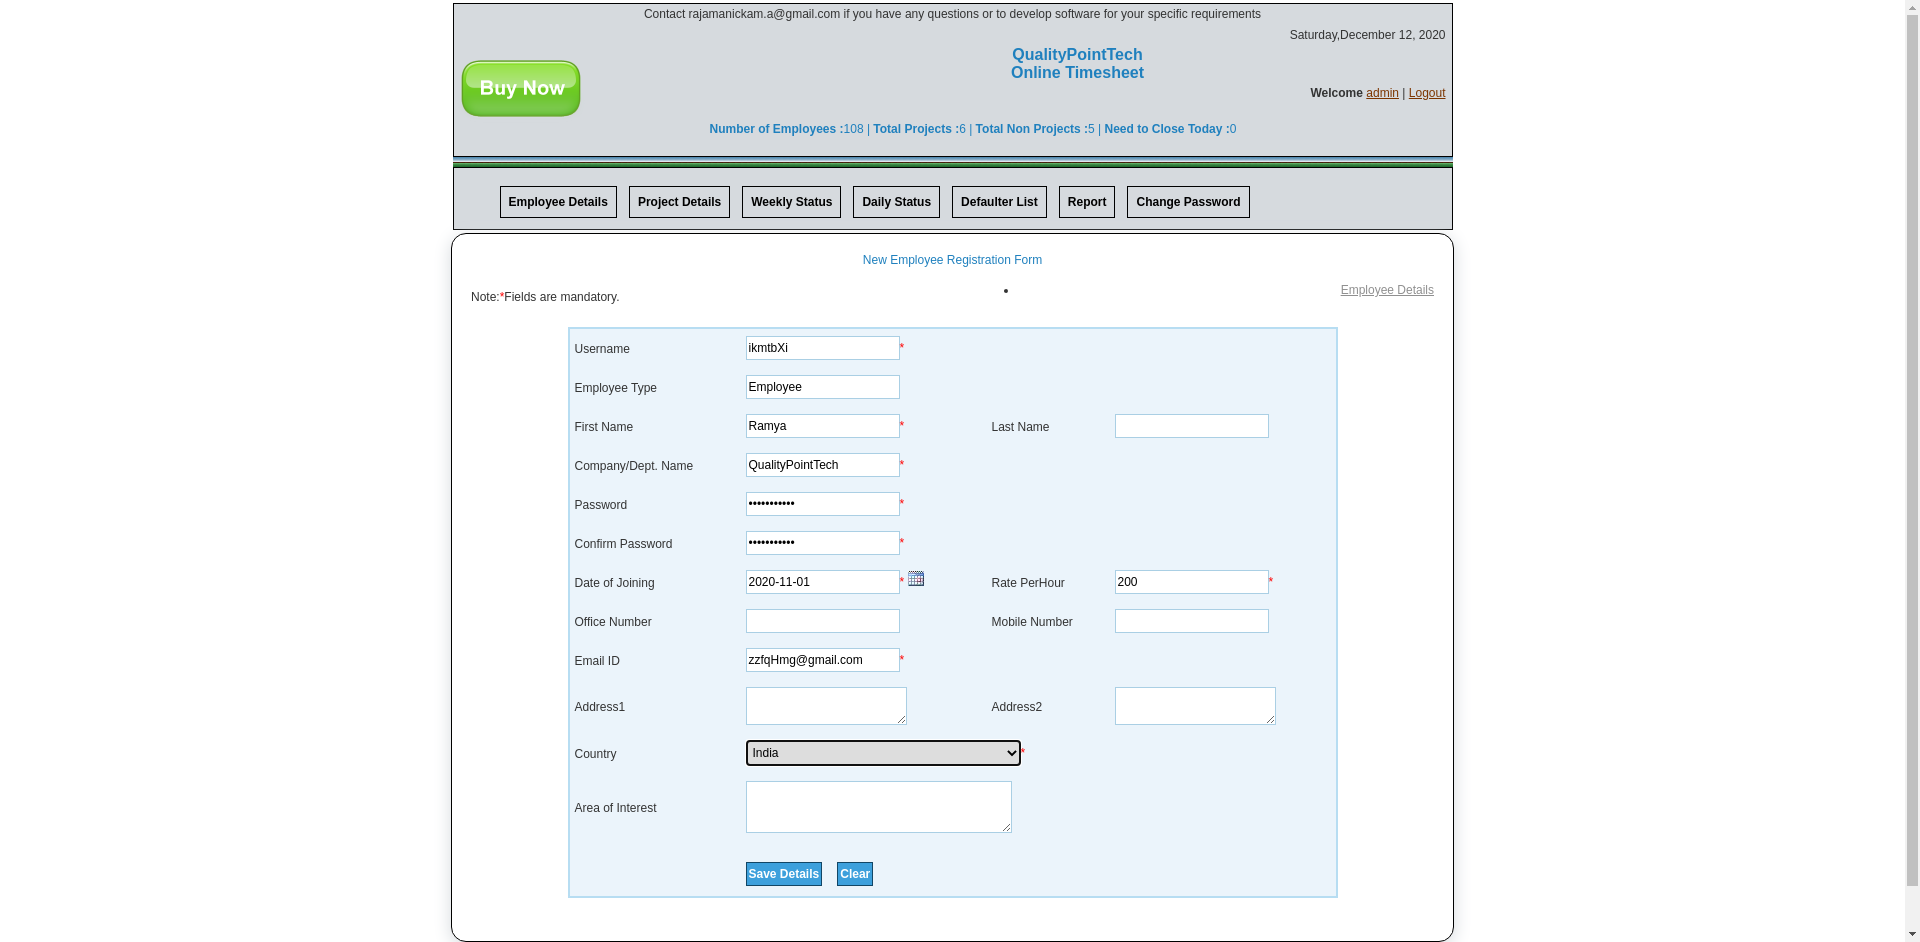 Contact rajamanickam.a@gmail.com if you have any questions or to develop software for your specific requirements
Saturday,December 12, 2020
QualityPointTech
Online Timesheet
Buy Now
Welcome admin | Logout
Number of Employees :108 | Total Projects :6 | Total Non Projects :5 | Need to Close Today :0
Employee Details Project Details Weekly Status Daily Status Defaulter List Report Change Password
New Employee Registration Form
Employee Details
Note:*Fields are mandatory.
Username ikmtbXi*
Employee Type Employee
First Name Ramya* Last Name
Company/Dept. Name QualityPointTech*
Password •••••••••••*
Confirm Password •••••••••••*
Date of Joining 2020-11-01* Rate PerHour 200*
Office Number Mobile Number
Email ID zzfqHmg@gmail.com*
Address1 Address2
Country India*
Area of Interest
Save Details Clear